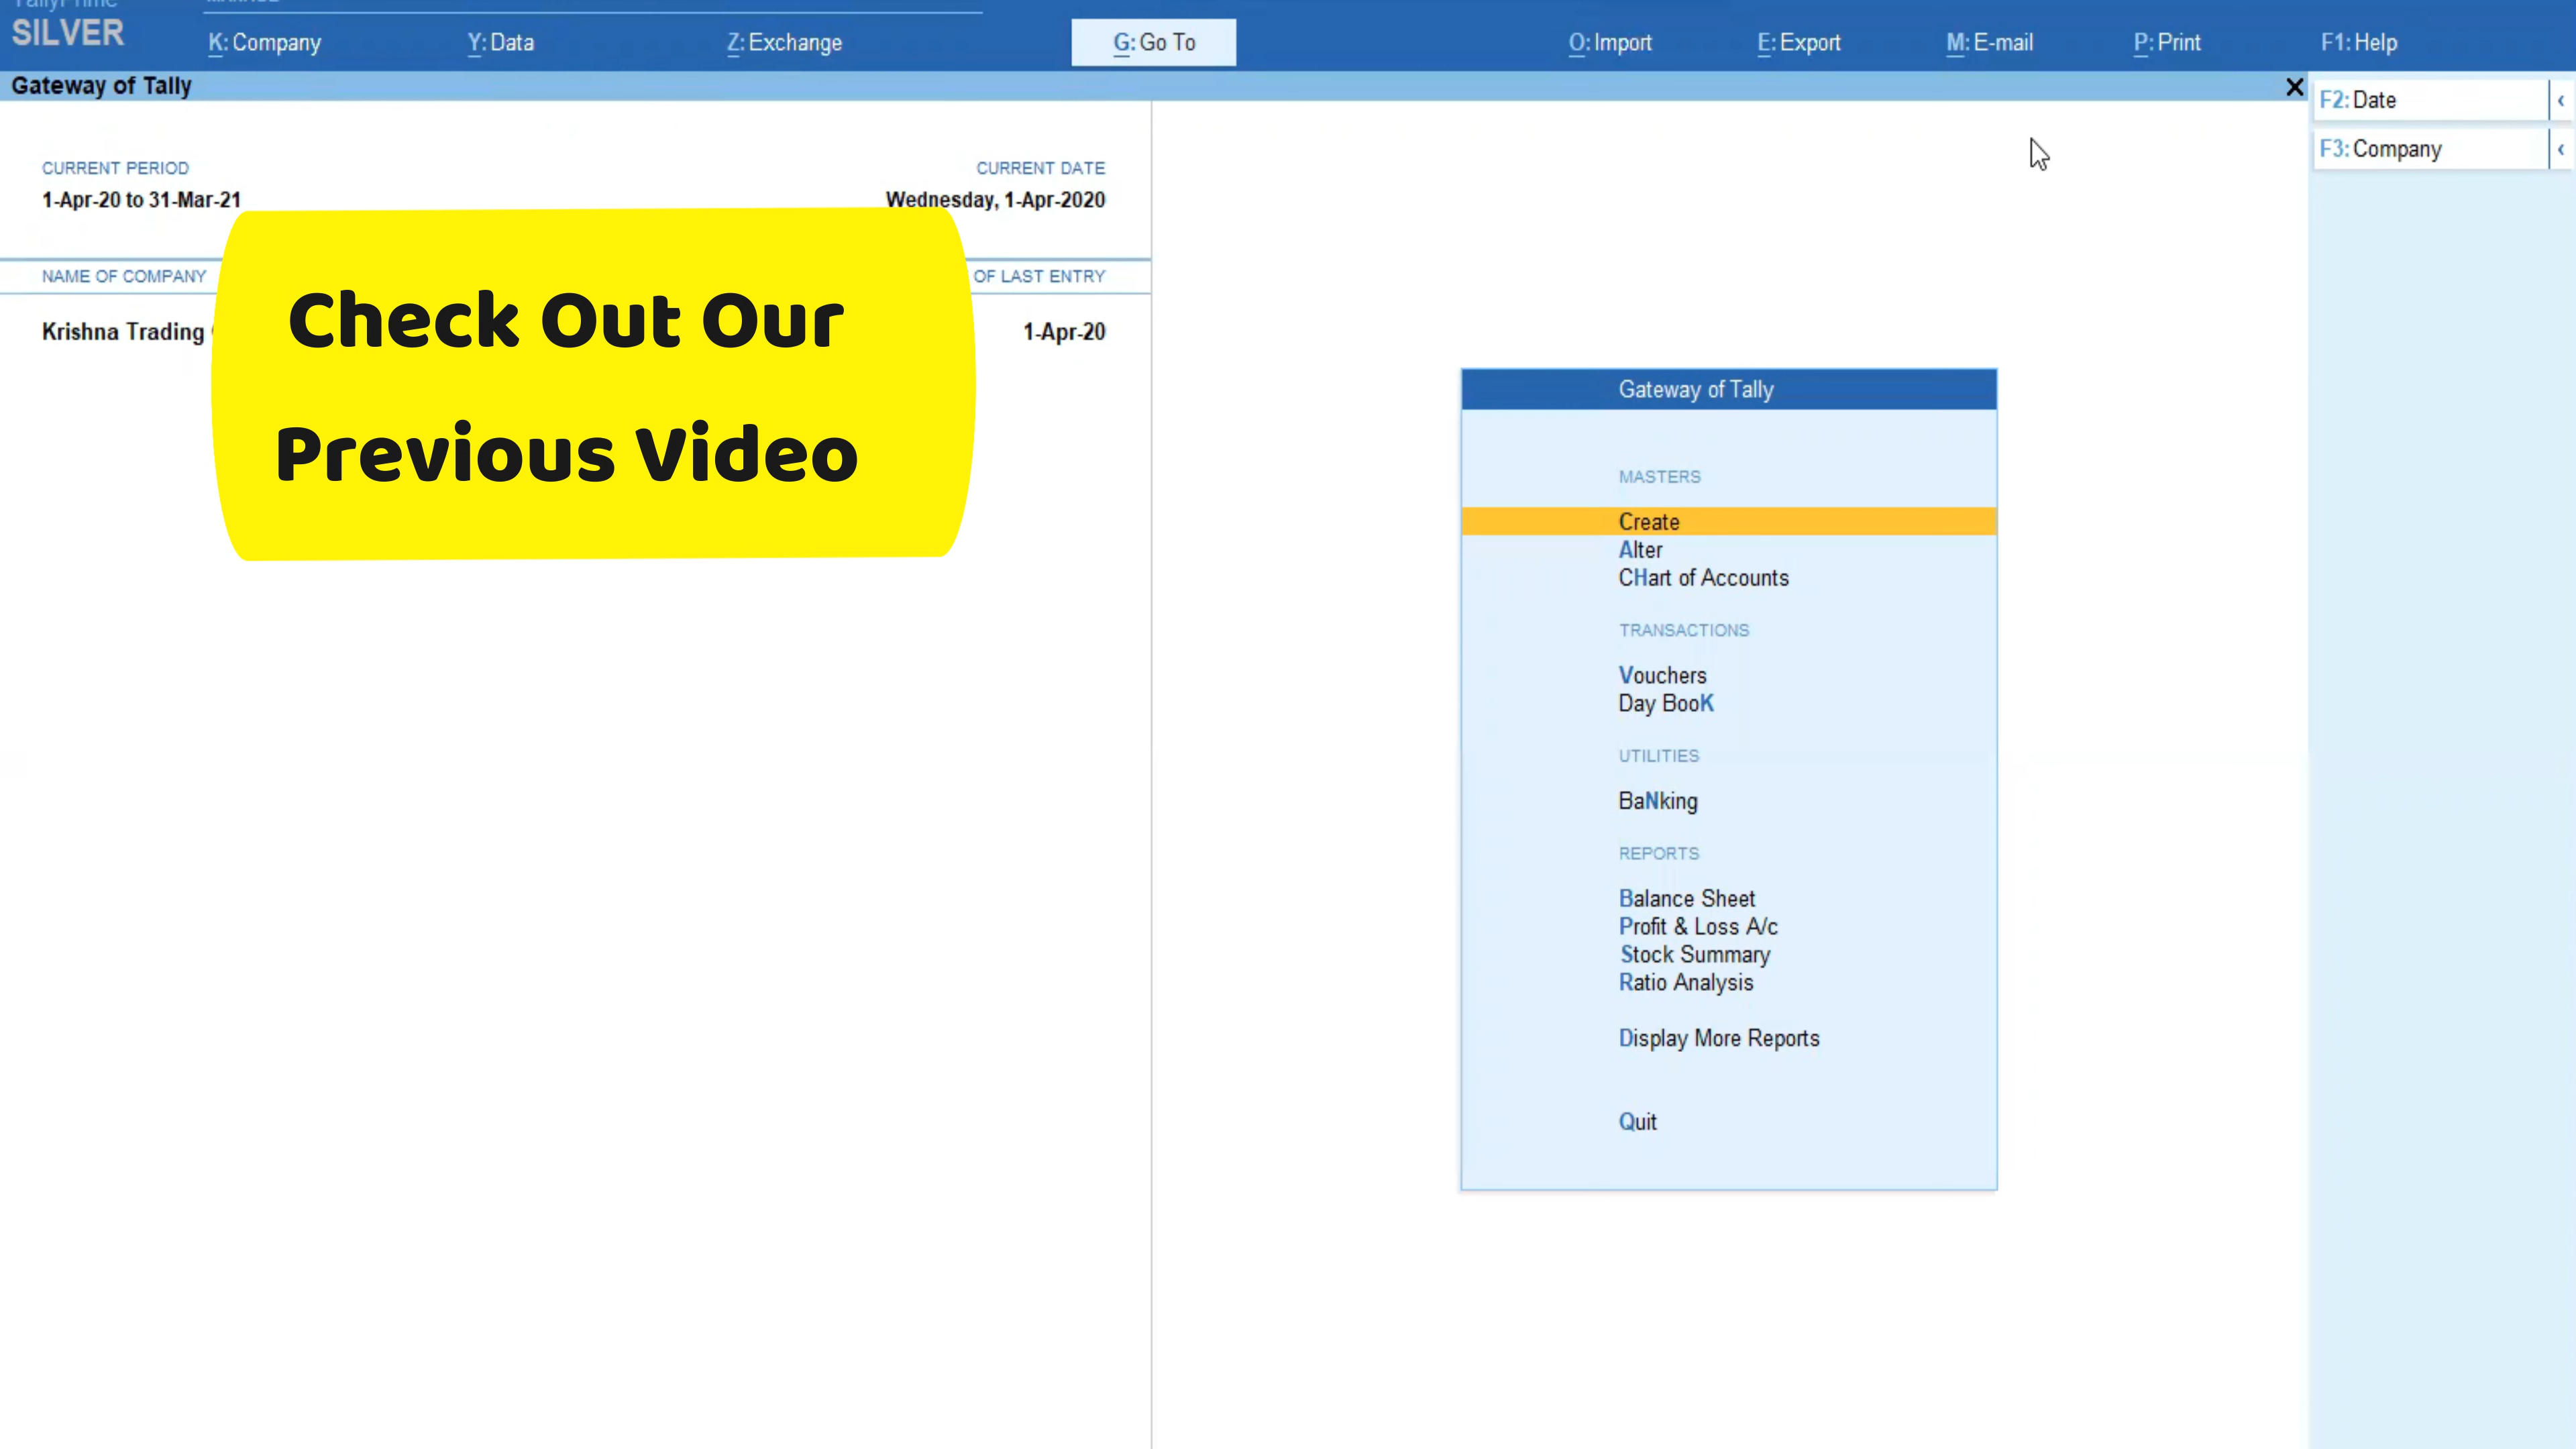 TallyPrime
SILVER
K: Company
Y: Data
Z: Exchange
G: Go To
O: Import
E: Export
M: E-mail
P: Print
F1: Help
Gateway of Tally
F2: Date
F3: Company
CURRENT PERIOD
CURRENT DATE
1-Apr-20 to 31-Mar-21
Wednesday, 1-Apr-2020
NAME OF COMPANY
OF LAST ENTRY
Krishna Trading
1-Apr-20
Check Out Our
Previous Video
Gateway of Tally
MASTERS
Create
Alter
CHart of Accounts
TRANSACTIONS
Vouchers
Day BooK
UTILITIES
BaNking
REPORTS
Balance Sheet
Profit & Loss A/c
Stock Summary
Ratio Analysis
Display More Reports
Quit